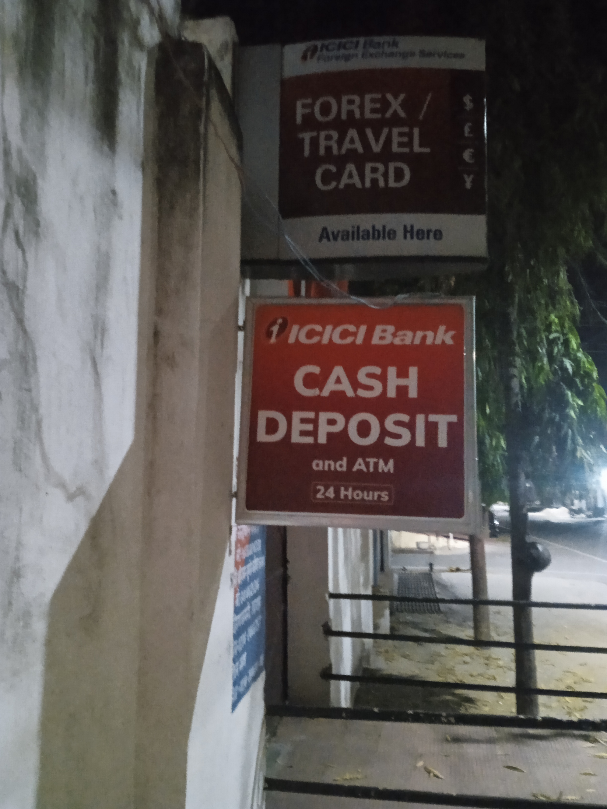 ICICI Bank
Foreign Exchange Services
FOREX /
TRAVEL
CARD
$
£
€
¥
Available Here
ICICI Bank
CASH
DEPOSIT
and ATM
24 Hours